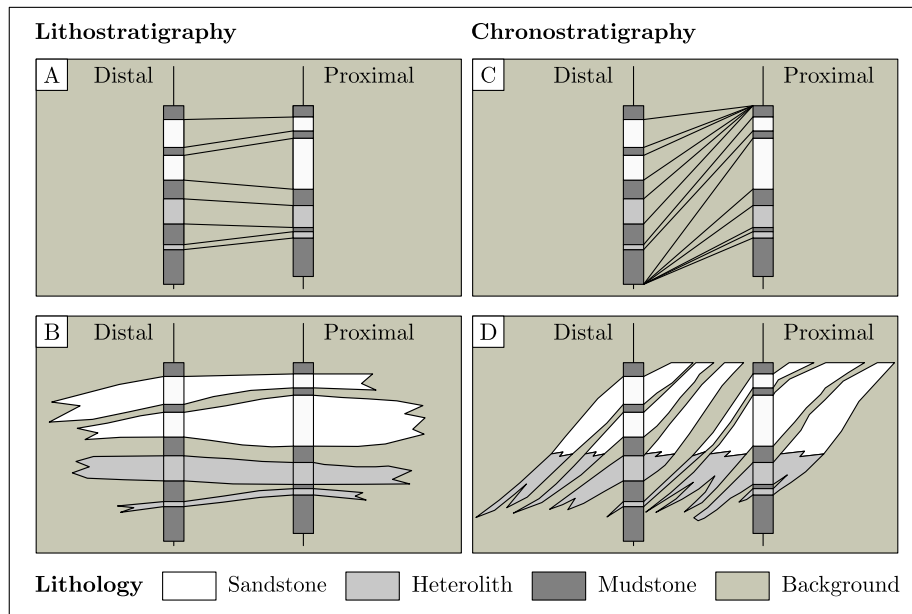 Lithostratigraphy
Chronostratigraphy
A
Distal
Proximal
C
Distal
Proximal
B
Distal
Proximal
D
Distal
Proximal
Lithology
Sandstone
Heterolith
Mudstone
Background